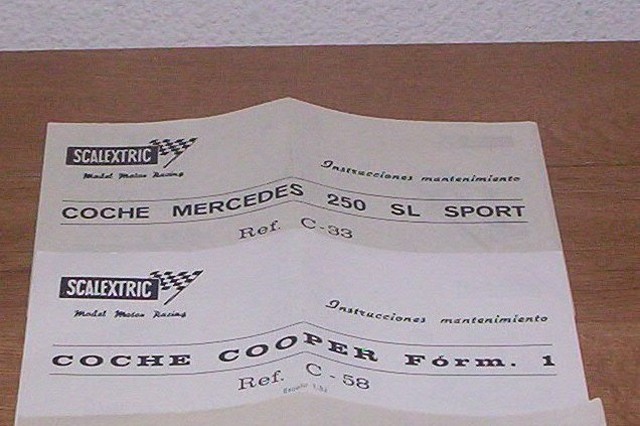 SCALEXTRIC
Model Motor Racing
Instrucciones mantenimiento
COCHE MERCEDES 250 SL SPORT
Ref. C-33
SCALEXTRIC
Model Motor Racing
Instrucciones mantenimiento
COCHE COOPER Fórm. 1
Ref. C-58